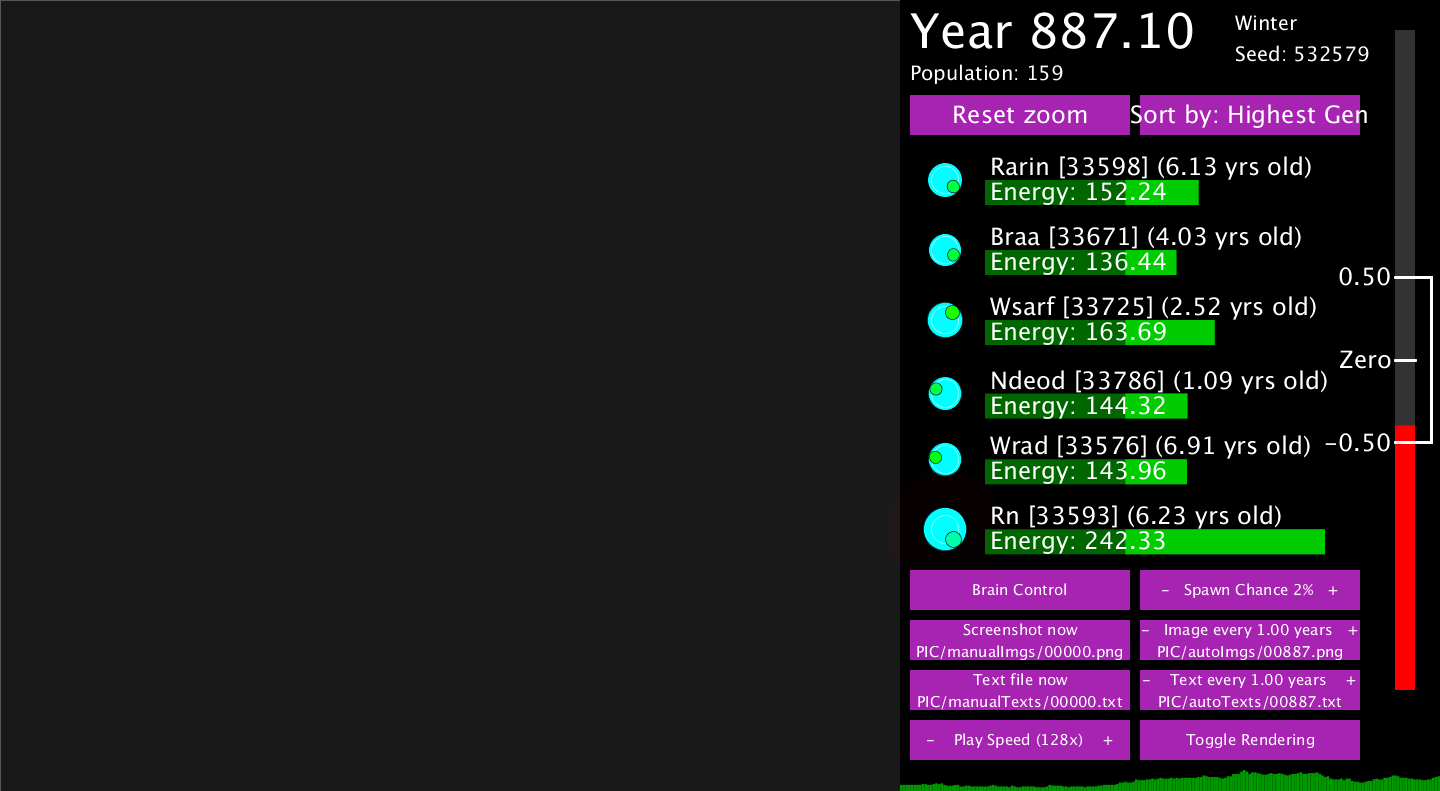 Year 887.10
Winter
Seed: 532579
Population: 159
Reset zoom
Sort by: Highest Gen
Rarin [33598] (6.13 yrs old)
Energy: 152.24
Braa [33671] (4.03 yrs old)
Energy: 136.44
Wsarf [33725] (2.52 yrs old)
Energy: 163.69
Ndeod [33786] (1.09 yrs old)
Energy: 144.32
Wrad [33576] (6.91 yrs old)
Energy: 143.96
Rn [33593] (6.23 yrs old)
Energy: 242.33
0.50
Zero
-0.50
Brain Control
- Spawn Chance 2% +
Screenshot now
PIC/manualImgs/00000.png
- Image every 1.00 years +
PIC/autoImgs/00887.png
Text file now
PIC/manualTexts/00000.txt
- Text every 1.00 years +
PIC/autoTexts/00887.txt
- Play Speed (128x) +
Toggle Rendering